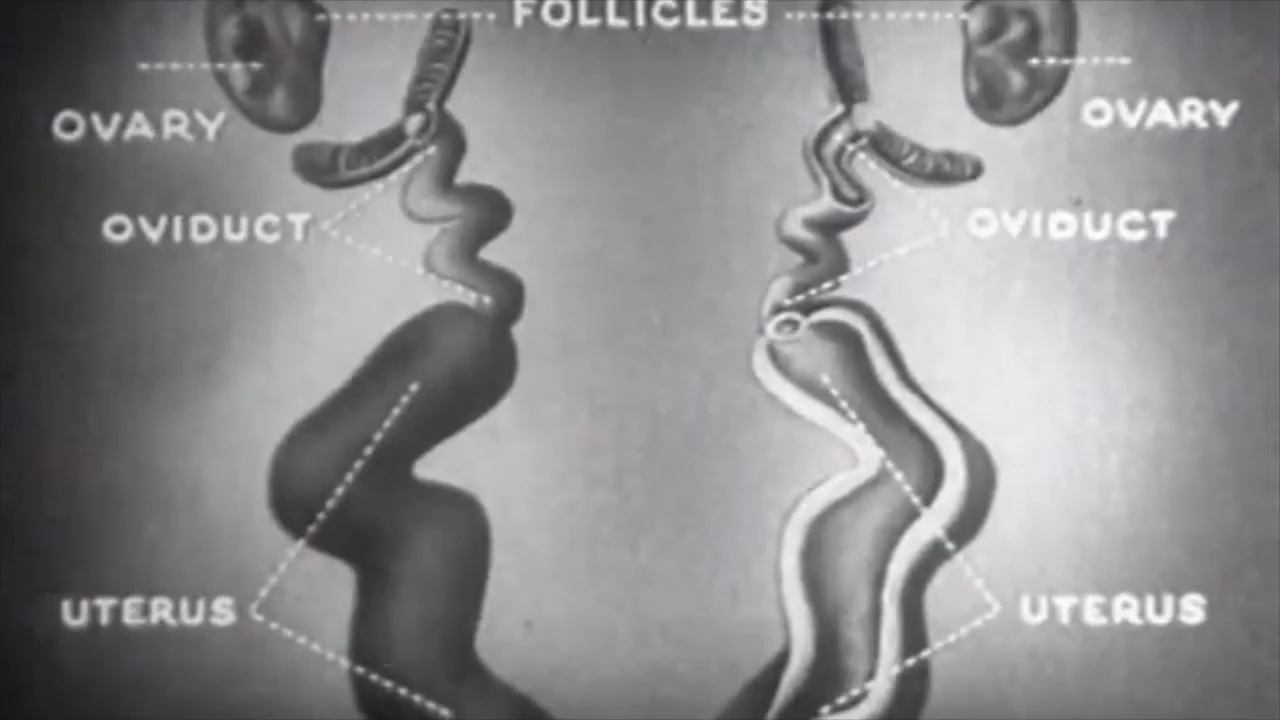 FOLLICLES
OVARY
OVARY
OVIDUCT
OVIDUCT
UTERUS
UTERUS